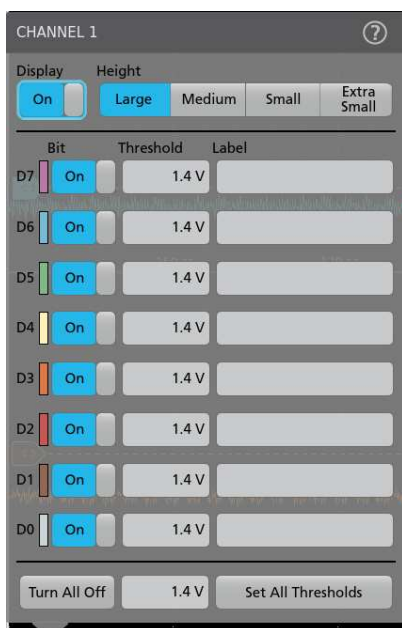 CHANNEL 1 ?
Display Height
On Large Medium Small Extra Small
Bit Threshold Label
D7 On 1.4 V
D6 On 1.4 V
D5 On 1.4 V
D4 On 1.4 V
D3 On 1.4 V
D2 On 1.4 V
D1 On 1.4 V
D0 On 1.4 V
Turn All Off 1.4 V Set All Thresholds